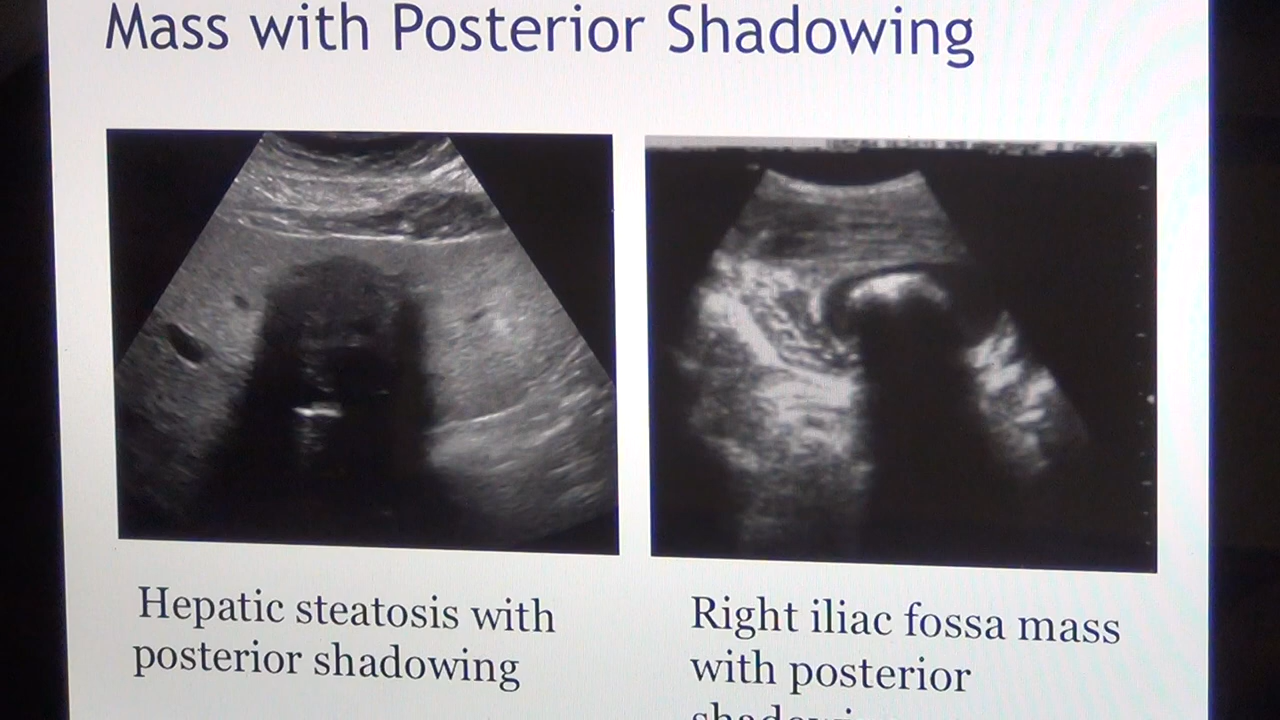 Mass with Posterior Shadowing
Hepatic steatosis with
posterior shadowing
Right iliac fossa mass
with posterior